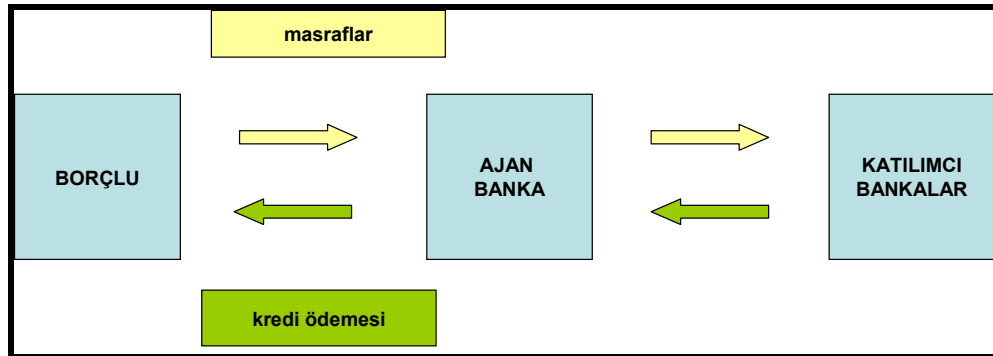 masraflar
BORÇLU
AJAN
BANKA
KATILIMCI
BANKALAR
kredi ödemesi